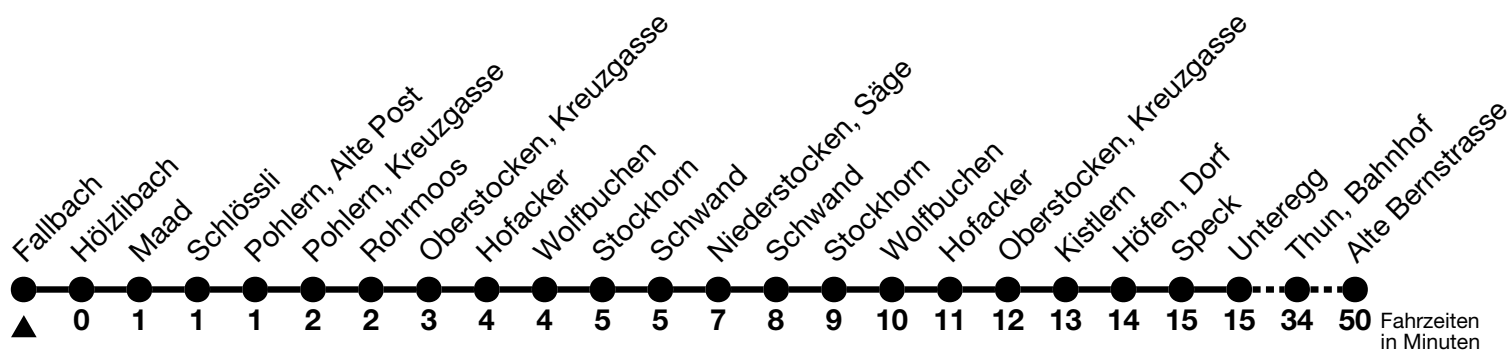 Fallbach
Hölzlibach
Maad
Schlössli
Pohlern, Alte Post
Pohlern, Kreuzgasse
Rohrmoos
Oberstocken, Kreuzgasse
Hofacker
Wolfbuchen
Stockhorn
Schwand
Niederstocken, Säge
Schwand
Stockhorn
Wolfbuchen
Hofacker
Oberstocken, Kreuzgasse
Kistlern
Höfen, Dorf
Speck
Unteregg
Thun, Bahnhof
Alte Bernstrasse
0 1 1 1 2 2 3 4 4 5 5 7 8 9 10 11 12 13 14 15 15 34 50 Fahrzeiten
in Minuten